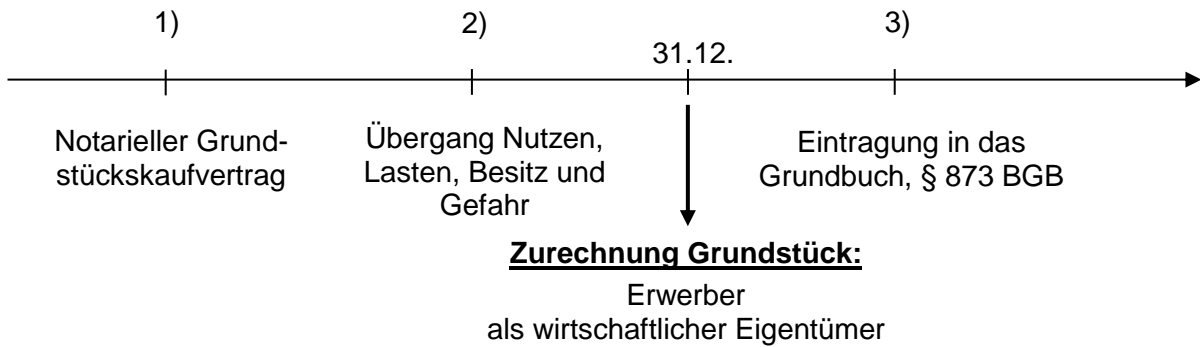 1)
2)
3)
31.12.
Notarieller Grund-
stückskaufvertrag
Übergang Nutzen,
Lasten, Besitz und
Gefahr
Eintragung in das
Grundbuch, § 873 BGB
Zurechnung Grundstück:
Erwerber
als wirtschaftlicher Eigentümer